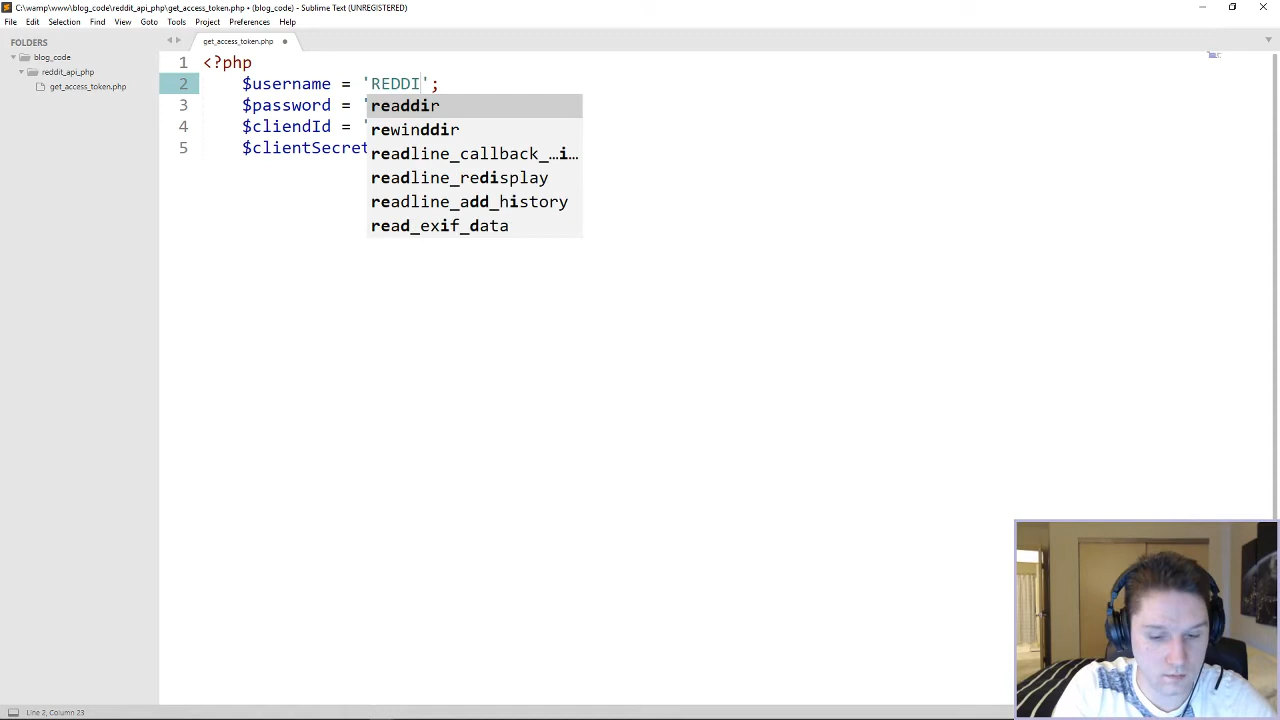 C:\wamp\www\blog_code\reddit_api_php\get_access_token.php • (blog_code) - Sublime Text (UNREGISTERED)
File Edit Selection Find View Goto Tools Project Preferences Help
FOLDERS
blog_code
reddit_api_php
get_access_token.php
get_access_token.php
1 <?php
2 $username = 'REDDI';
3 $password = '
4 $cliendId = '
5 $clientSecret
readdir
rewinddir
readline_callback_…i…
readline_redisplay
readline_add_history
read_exif_data
Line 2, Column 23